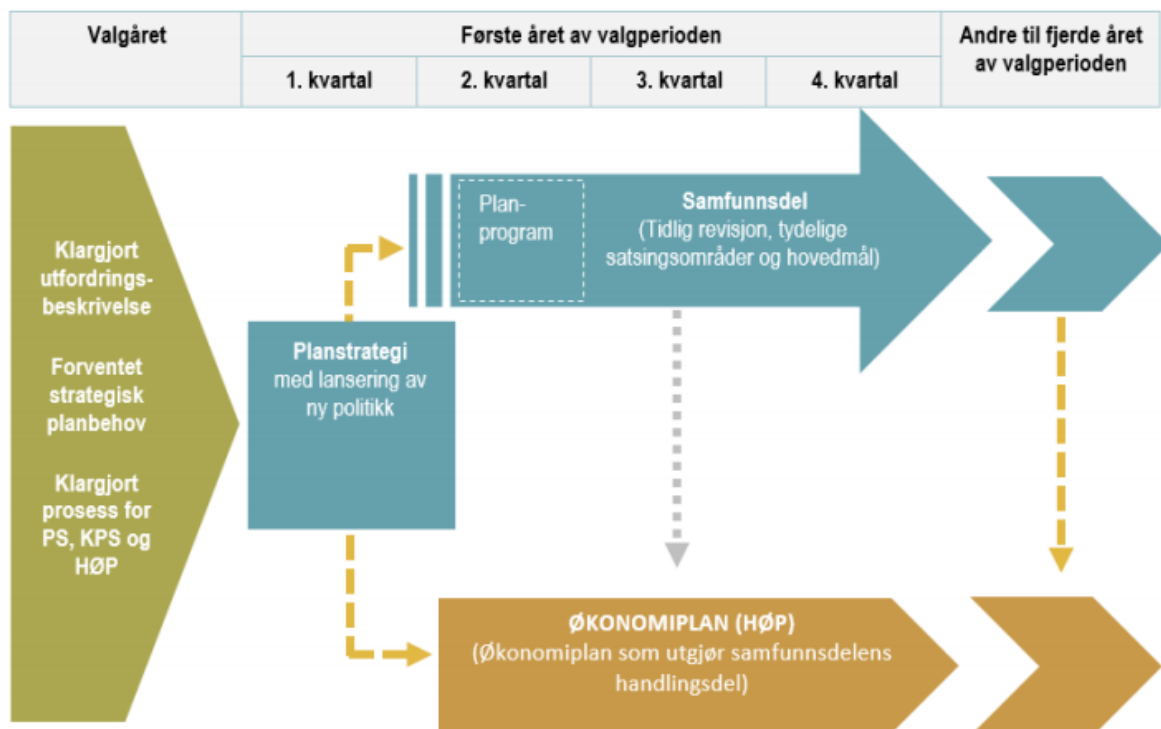 Valgåret
Første året av valgperioden
Andre til fjerde året
av valgperioden
1. kvartal
2. kvartal
3. kvartal
4. kvartal
Klargjort
utfordrings-
beskrivelse
Forventet
strategisk
planbehov
Klargjort
prosess for
PS, KPS og
HØP
Planstrategi
med lansering av
ny politikk
Plan-
program
Samfunnsdel
(Tidlig revisjon, tydelige
satsingsområder og hovedmål)
ØKONOMIPLAN (HØP)
(Økonomiplan som utgjør samfunnsdelens
handlingsdel)